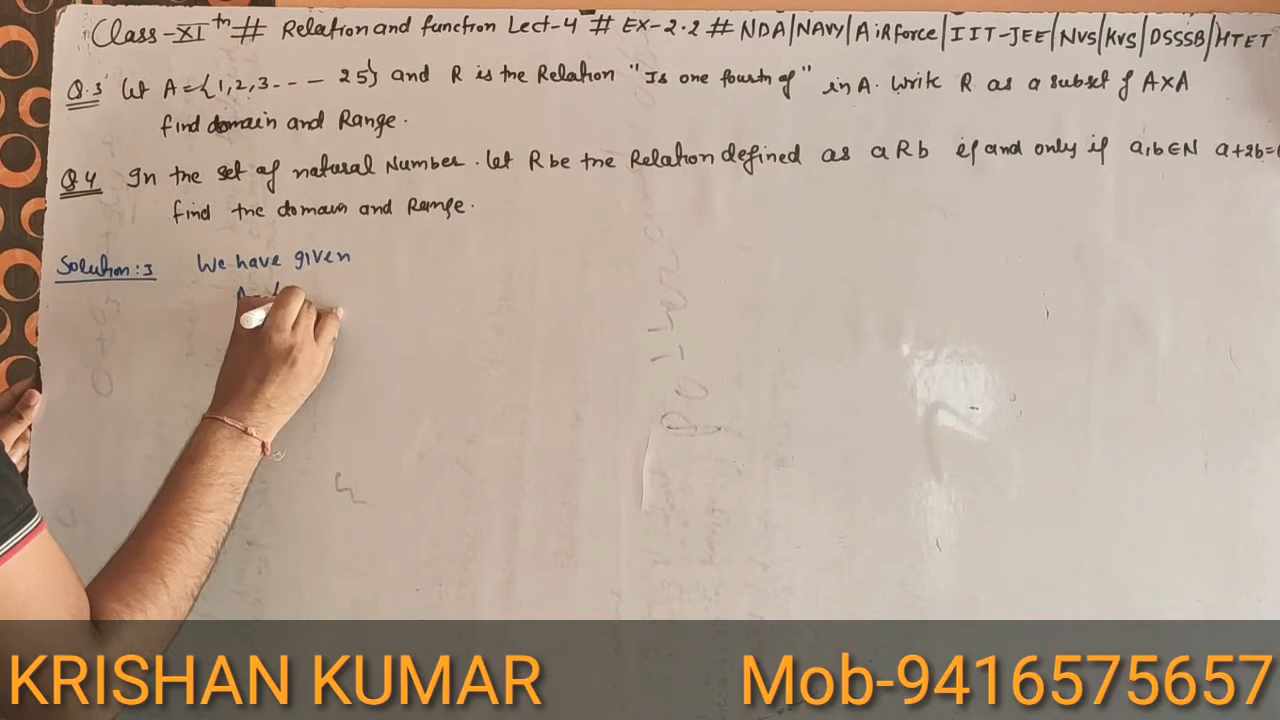 Class-XIth # Relation and function Lect-4 # EX-2.2 # NDA/NAVY/AiRforce/IIT-JEE/NVS/KVS/DSSSB/HTET
Q.3 Let A={1,2,3--- 25} and R is the Relation "Is one fourth of" in A. Write R as a subset of AXA
find domain and Range.
Q4 In the set of natural Number. let R be the Relation defined as aRb if and only if a,b∈N a+2b=
find the domain and Range.
Solution:3 We have given
KRISHAN KUMAR Mob-9416575657